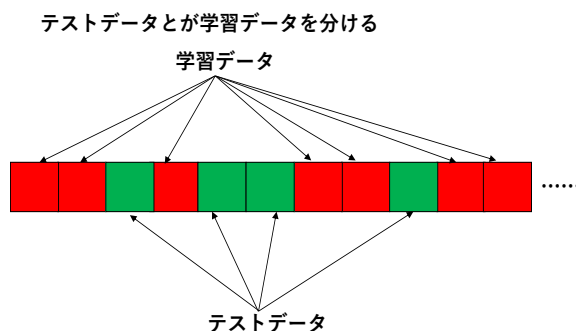 テストデータとが学習データを分ける
学習データ
……
テストデータ